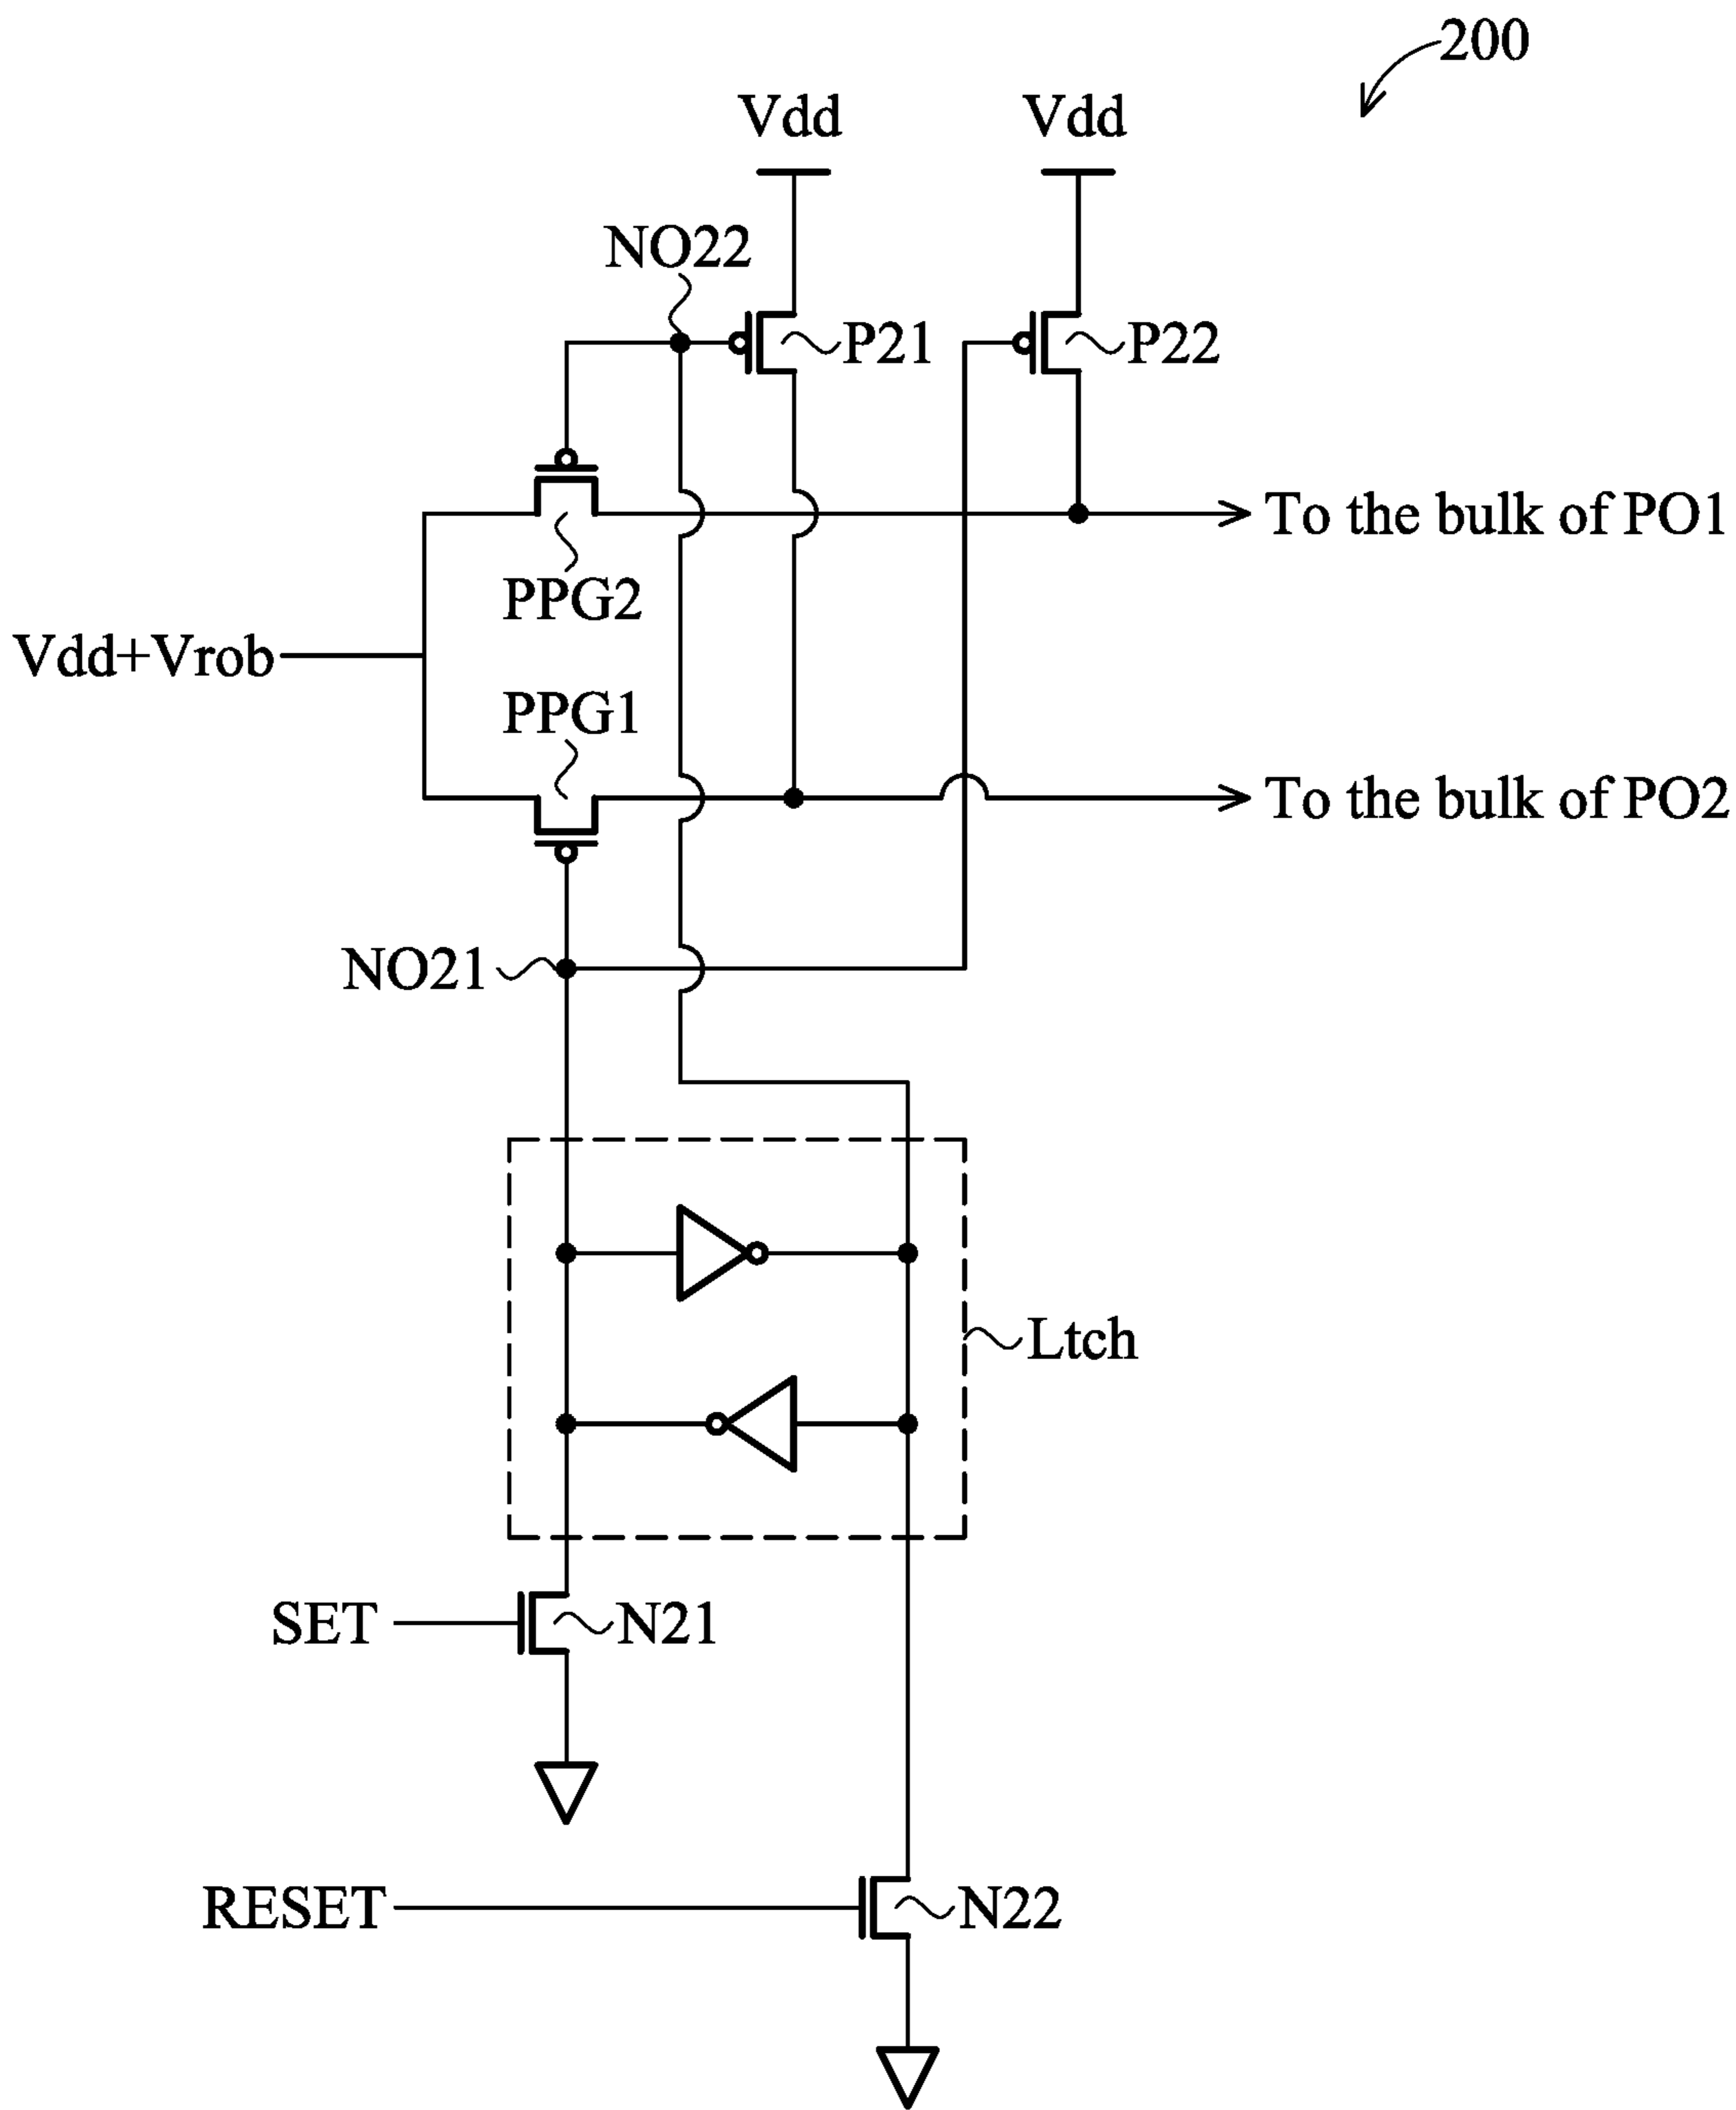 200
Vdd
Vdd
NO22
P21
P22
To the bulk of PO1
PPG2
Vdd+Vrob
PPG1
To the bulk of PO2
NO21
Ltch
SET
N21
RESET
N22